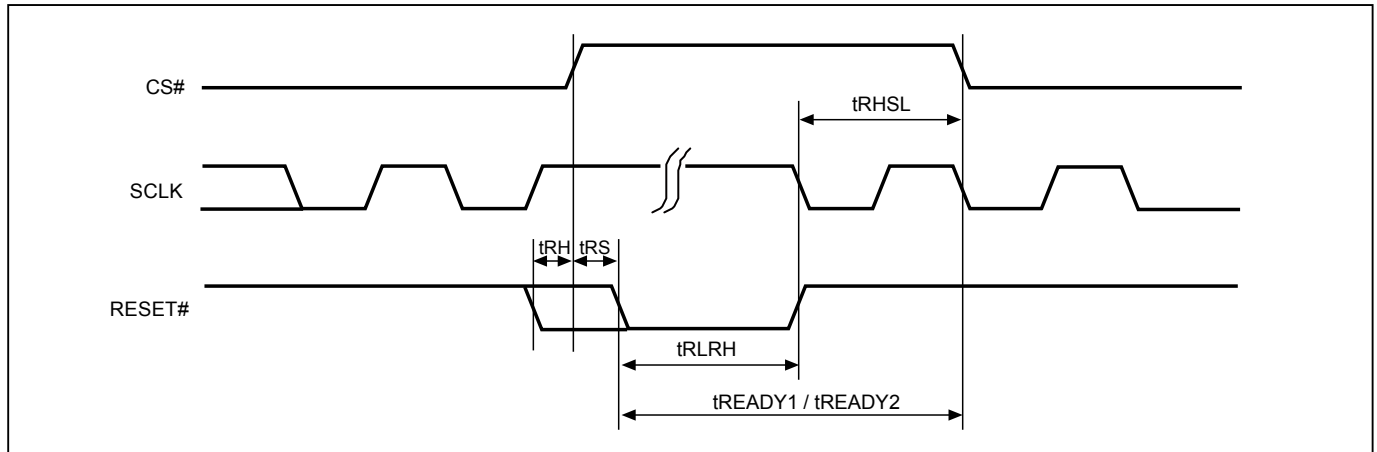 CS#
tRHSL
SCLK
tRH tRS
RESET#
tRLRH
tREADY1 / tREADY2